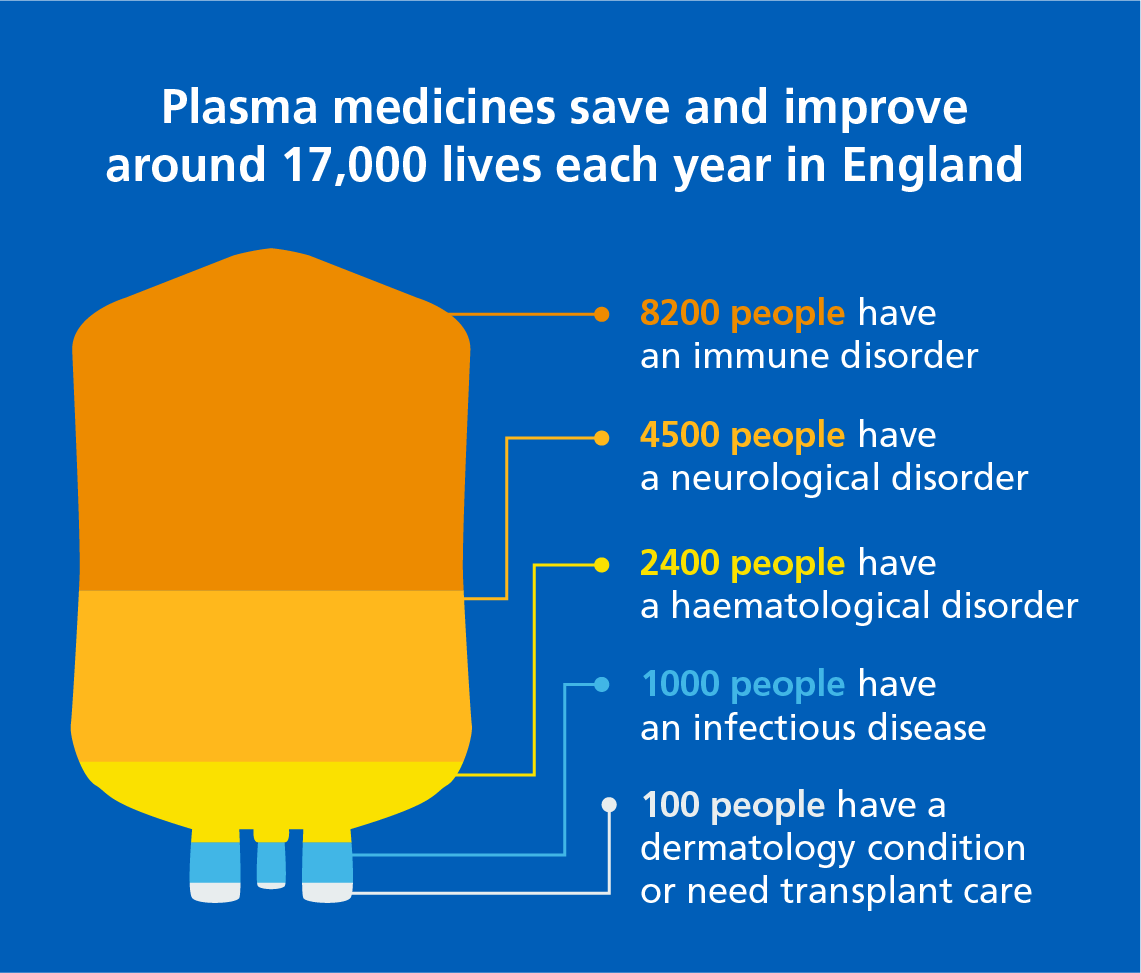 Plasma medicines save and improve
around 17,000 lives each year in England
8200 people have
an immune disorder
4500 people have
a neurological disorder
2400 people have
a haematological disorder
1000 people have
an infectious disease
100 people have a
dermatology condition
or need transplant care